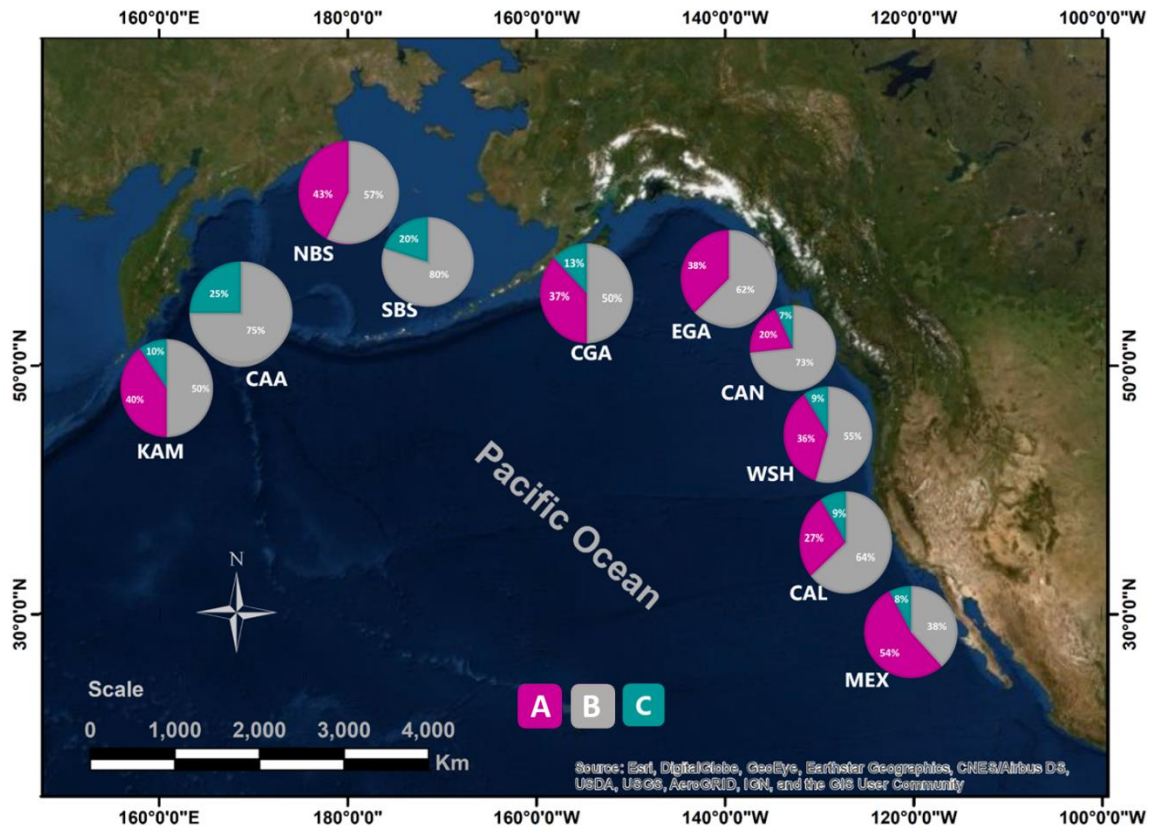 160°0'0"E 180°0'0" 160°0'0"W 140°0'0"W 120°0'0"W 100°0'0"W
43% 57%
NBS
20% 80%
SBS
25% 75%
CAA
10% 40% 50%
KAM
13% 37% 50%
CGA
38% 62%
EGA
7% 20% 73%
CAN
9% 36% 55%
WSH
9% 27% 64%
CAL
8% 38% 54%
MEX
50°0'0"N
50°0'0"N
30°0'0"N
30°0'0"N
Pacific Ocean
N
Scale
0 1,000 2,000 3,000 4,000
Km
A B C
Source: Esri, DigitalGlobe, GeoEye, Earthstar Geographics, CNES/Airbus DS,
USDA, USGS, AeroGRID, IGN, and the GIS User Community
160°0'0"E 180°0'0" 160°0'0"W 140°0'0"W 120°0'0"W 100°0'0"W